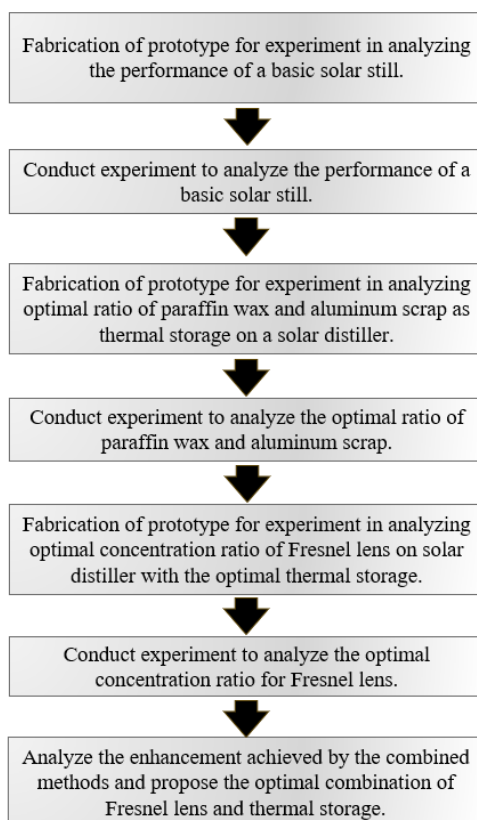 Fabrication of prototype for experiment in analyzing
the performance of a basic solar still.
Conduct experiment to analyze the performance of a
basic solar still.
Fabrication of prototype for experiment in analyzing
optimal ratio of paraffin wax and aluminum scrap as
thermal storage on a solar distiller.
Conduct experiment to analyze the optimal ratio of
paraffin wax and aluminum scrap.
Fabrication of prototype for experiment in analyzing
optimal concentration ratio of Fresnel lens on solar
distiller with the optimal thermal storage.
Conduct experiment to analyze the optimal
concentration ratio for Fresnel lens.
Analyze the enhancement achieved by the combined
methods and propose the optimal combination of
Fresnel lens and thermal storage.